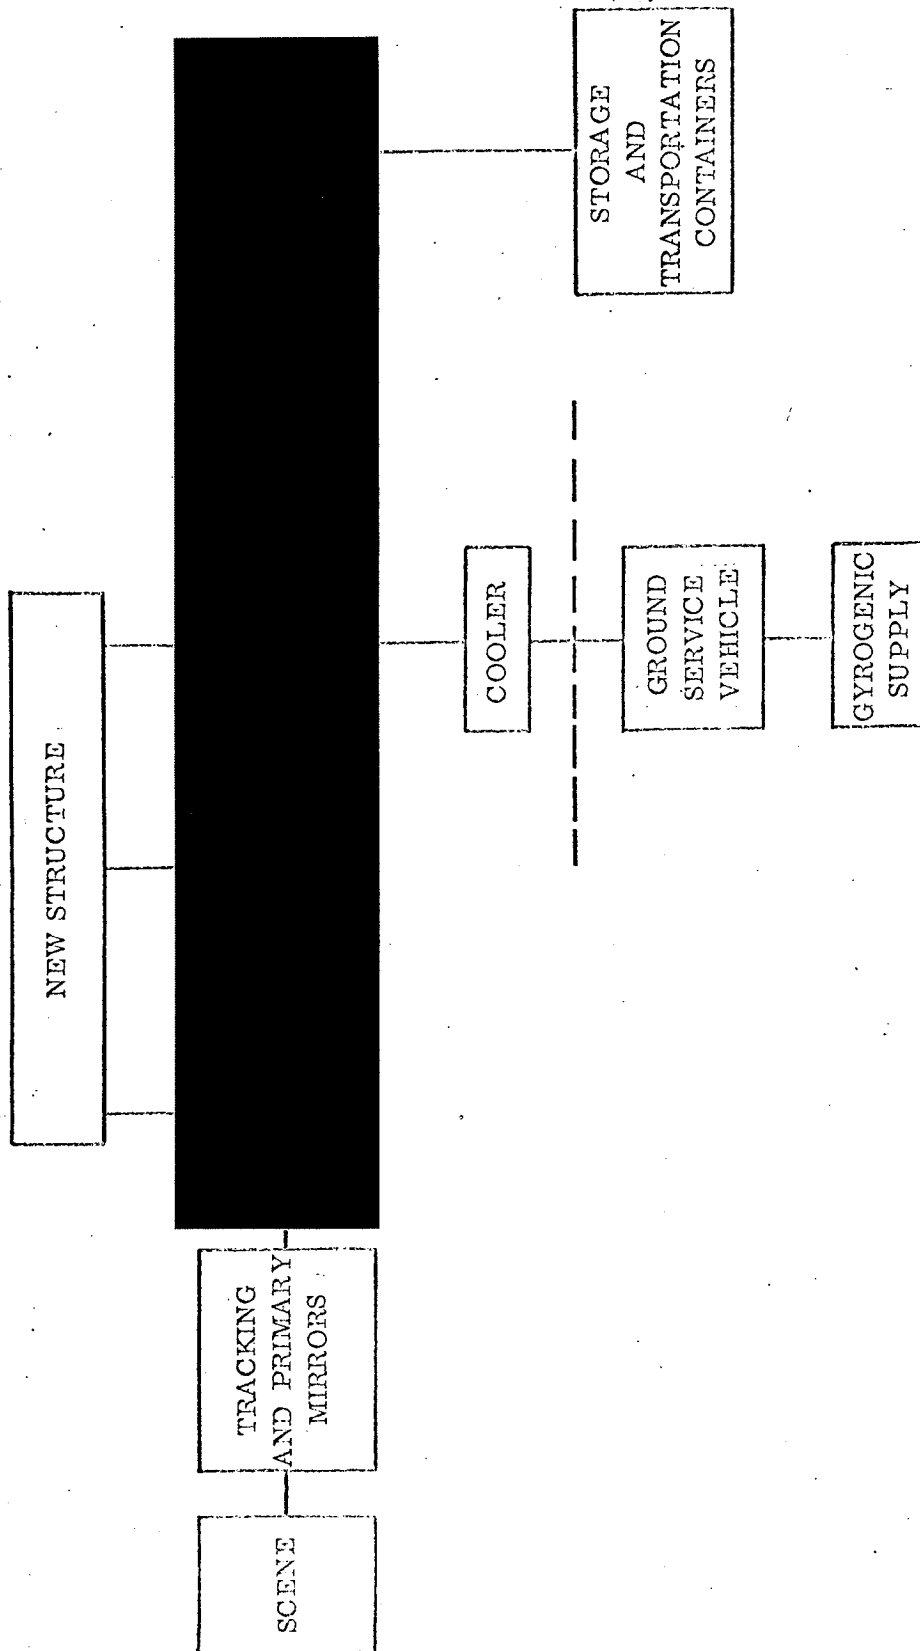 NEW STRUCTURE
SCENE
TRACKING
AND PRIMARY
MIRRORS
COOLER
GROUND
SERVICE
VEHICLE
GYROGENIC
SUPPLY
STORAGE
AND
TRANSPORTATION
CONTAINERS